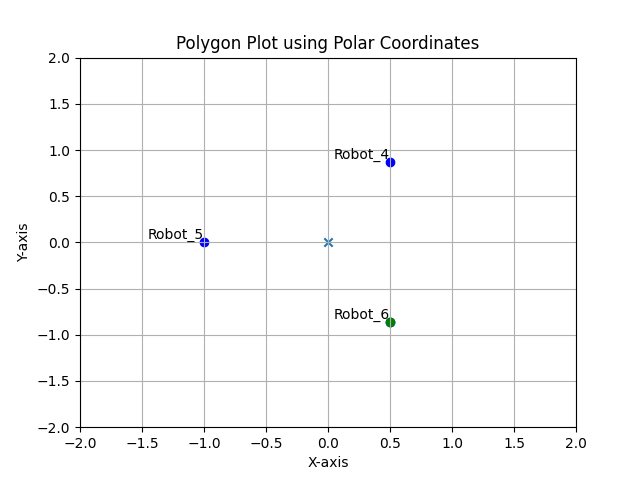 Polygon Plot using Polar Coordinates
2.0
1.5
1.0
Robot_4
0.5
Robot_5
0.0
Y-axis
−0.5
Robot_6
−1.0
−1.5
−2.0
−2.0 −1.5 −1.0 −0.5 0.0 0.5 1.0 1.5 2.0
X-axis